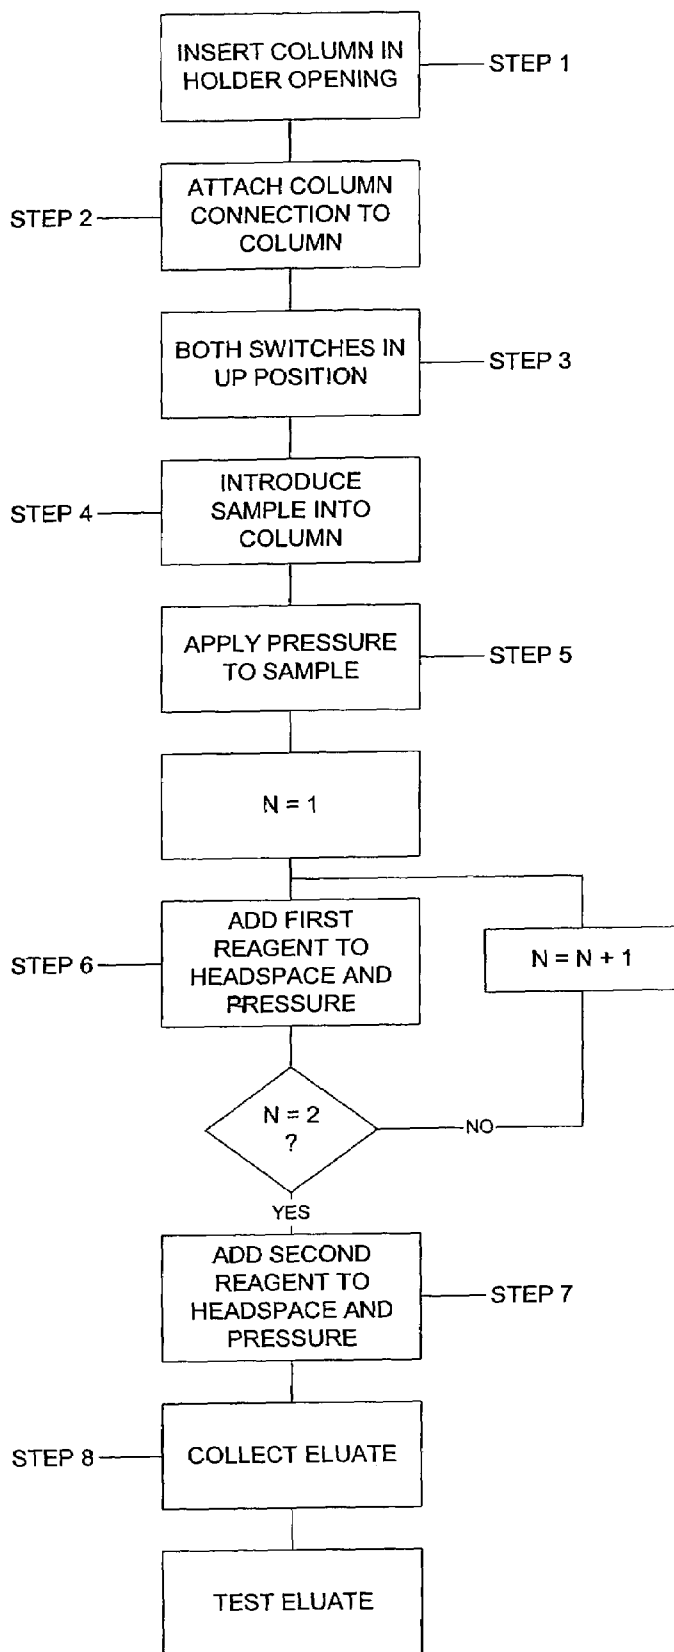 INSERT COLUMN IN
HOLDER OPENING
STEP 1
ATTACH COLUMN
CONNECTION TO
COLUMN
STEP 2
BOTH SWITCHES IN
UP POSITION
STEP 3
INTRODUCE
SAMPLE INTO
COLUMN
STEP 4
APPLY PRESSURE
TO SAMPLE
STEP 5
N = 1
ADD FIRST
REAGENT TO
HEADSPACE AND
PRESSURE
STEP 6
N = N + 1
N = 2
?
NO
YES
ADD SECOND
REAGENT TO
HEADSPACE AND
PRESSURE
STEP 7
COLLECT ELUATE
STEP 8
TEST ELUATE